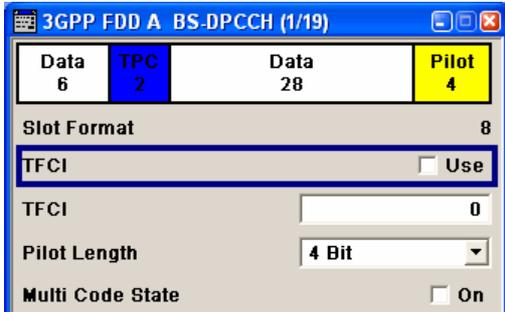 3GPP FDD A BS-DPCCH (1/19)
Data TPC Data Pilot
6 2 28 4
Slot Format 8
TFCI Use
TFCI 0
Pilot Length 4 Bit
Multi Code State On